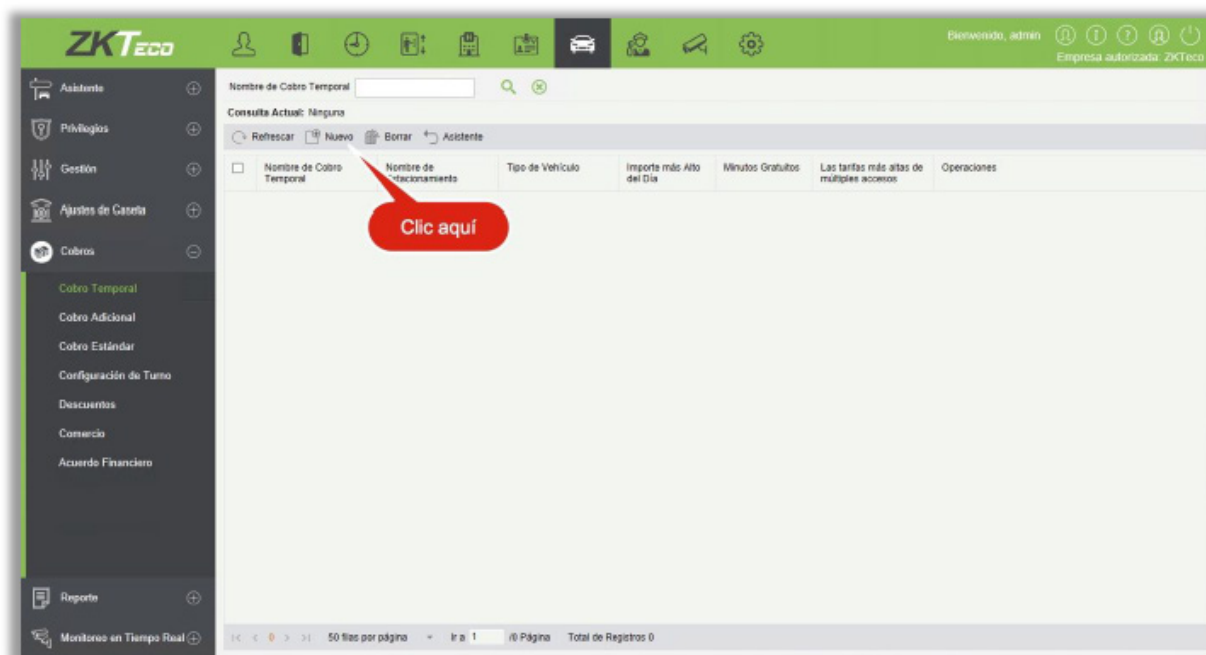 ZKTECO
Bienvenido, admin
Empresa autorizada: ZKTeco
Asistente
Privilegios
Gestión
Ajustes de Caseta
Cobros
Cobro Temporal
Cobro Adicional
Cobro Estándar
Configuración de Turno
Descuentos
Comercio
Acuerdo Financiero
Reporte
Monitoreo en Tiempo Real
Nombre de Cobro Temporal
Consulta Actual: Ninguna
Refrescar Nuevo Borrar Asistente
Nombre de Cobro Temporal
Nombre de Estacionamiento
Tipo de Vehículo
Importe más Alto del Día
Minutos Gratuitos
Las tarifas más altas de múltiples accesos
Operaciones
Clic aquí
0 50 filas por página Ir a 1 /0 Página Total de Registros 0